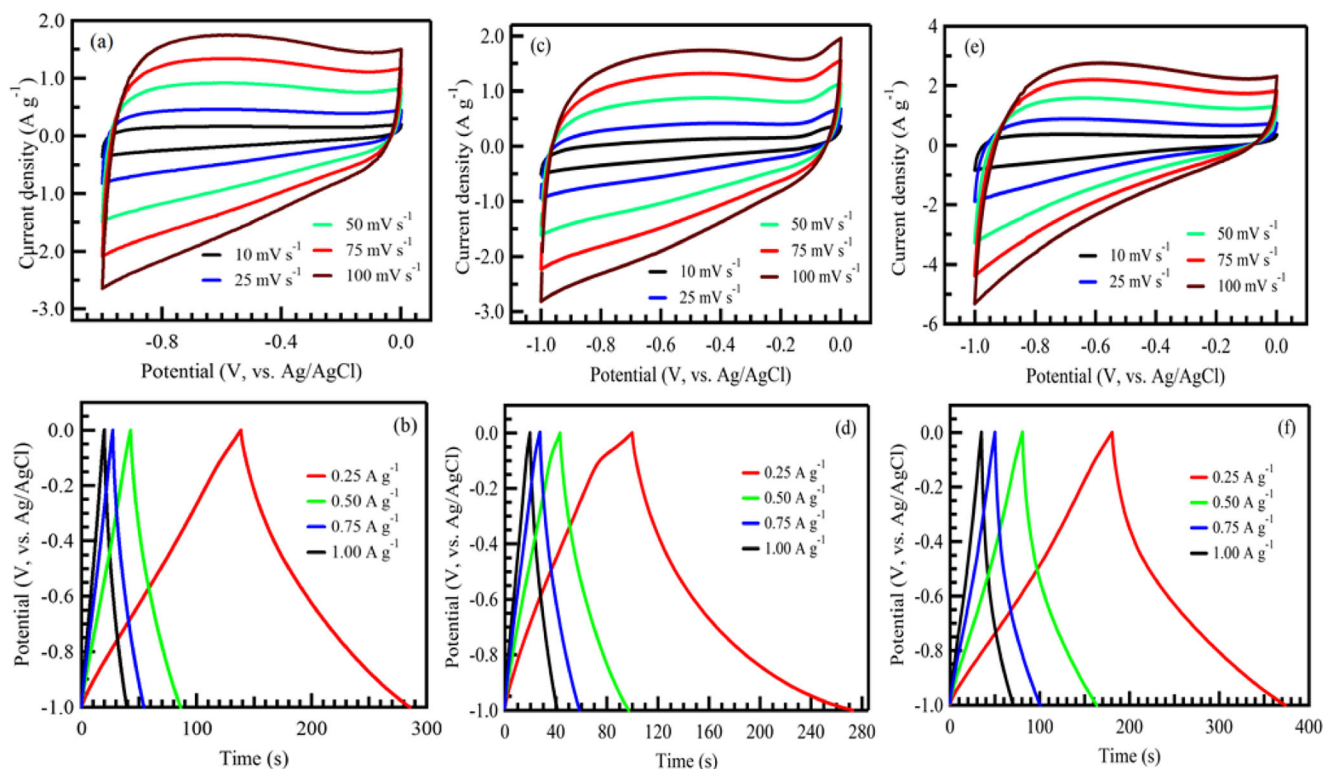 (a)
Current density (A g-1)
2.0
1.0
0.0
1.0
2.0
-3.0
50 mV s-1
10 mV s-1
75 mV s-1
25 mV s-1
100 mV s-1
-0.8
-0.4
0.0
Potential (V, vs. Ag/AgCl)
(c)
Current density (A g-1)
2.0
1.0
0.0
-1.0
-2.0
-3.0
50 mV s-1
10 mV s-1
75 mV s-1
25 mV s-1
100 mV s-1
-1.0
-0.8
-0.6
-0.4
-0.2
0.0
Potential (V, vs. Ag/AgCl)
(e)
Current density (A g-1)
4
2
0
-2
-4
-6
50 mV s-1
10 mV s-1
75 mV s-1
25 mV s-1
100 mV s-1
-1.0
-0.8
-0.6
-0.4
-0.2
0.0
Potential (V, vs. Ag/AgCl)
(b)
Potential (V, vs. Ag/AgCl)
0.0
-0.2
-0.4
-0.6
-0.8
-1.0
0.25 A g-1
0.50 A g-1
0.75 A g-1
1.00 A g-1
0
100
200
300
Time (s)
(d)
Potential (V, vs. Ag/AgCl)
0.0
-0.2
-0.4
-0.6
-0.8
-1.0
0.25 A g-1
0.50 A g-1
0.75 A g-1
1.00 A g-1
0
40
80
120
160
200
240
280
Time (s)
(f)
Potential (V, vs. Ag/AgCl)
0.0
-0.2
-0.4
-0.6
-0.8
-1.0
0.25 A g-1
0.50 A g-1
0.75 A g-1
1.00 A g-1
0
100
200
300
400
Time (s)